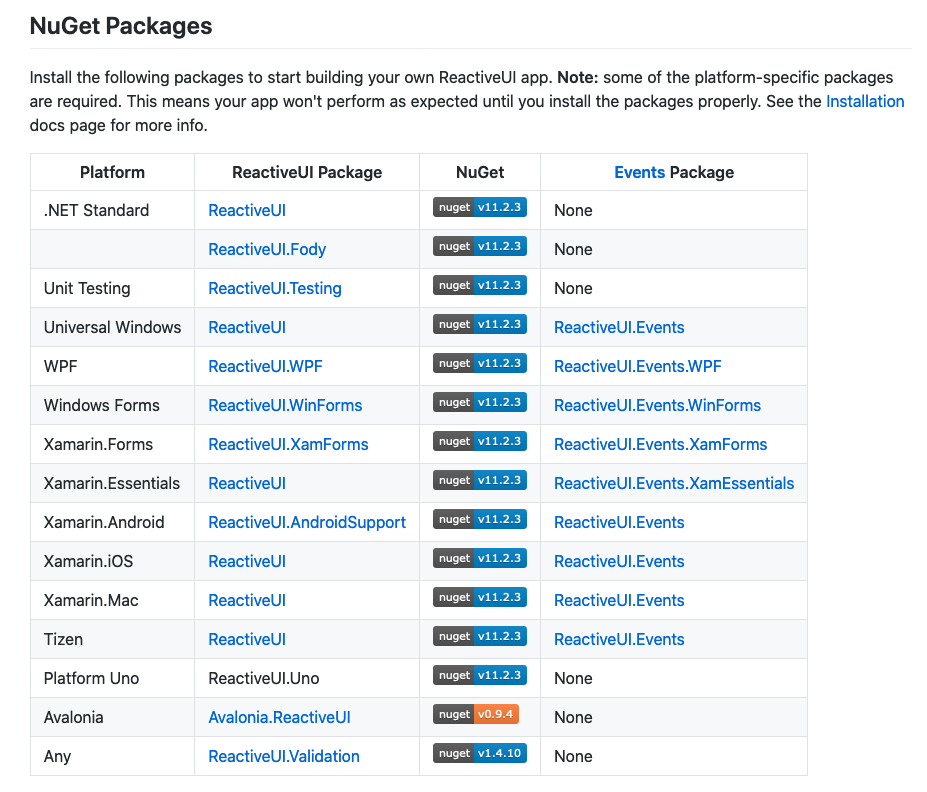 NuGet Packages
Install the following packages to start building your own ReactiveUI app. Note: some of the platform-specific packages
are required. This means your app won't perform as expected until you install the packages properly. See the Installation
docs page for more info.
Platform ReactiveUI Package NuGet Events Package
.NET Standard ReactiveUI nuget v11.2.3 None
ReactiveUI.Fody nuget v11.2.3 None
Unit Testing ReactiveUI.Testing nuget v11.2.3 None
Universal Windows ReactiveUI nuget v11.2.3 ReactiveUI.Events
WPF ReactiveUI.WPF nuget v11.2.3 ReactiveUI.Events.WPF
Windows Forms ReactiveUI.WinForms nuget v11.2.3 ReactiveUI.Events.WinForms
Xamarin.Forms ReactiveUI.XamForms nuget v11.2.3 ReactiveUI.Events.XamForms
Xamarin.Essentials ReactiveUI nuget v11.2.3 ReactiveUI.Events.XamEssentials
Xamarin.Android ReactiveUI.AndroidSupport nuget v11.2.3 ReactiveUI.Events
Xamarin.iOS ReactiveUI nuget v11.2.3 ReactiveUI.Events
Xamarin.Mac ReactiveUI nuget v11.2.3 ReactiveUI.Events
Tizen ReactiveUI nuget v11.2.3 ReactiveUI.Events
Platform Uno ReactiveUI.Uno nuget v11.2.3 None
Avalonia Avalonia.ReactiveUI nuget v0.9.4 None
Any ReactiveUI.Validation nuget v1.4.10 None